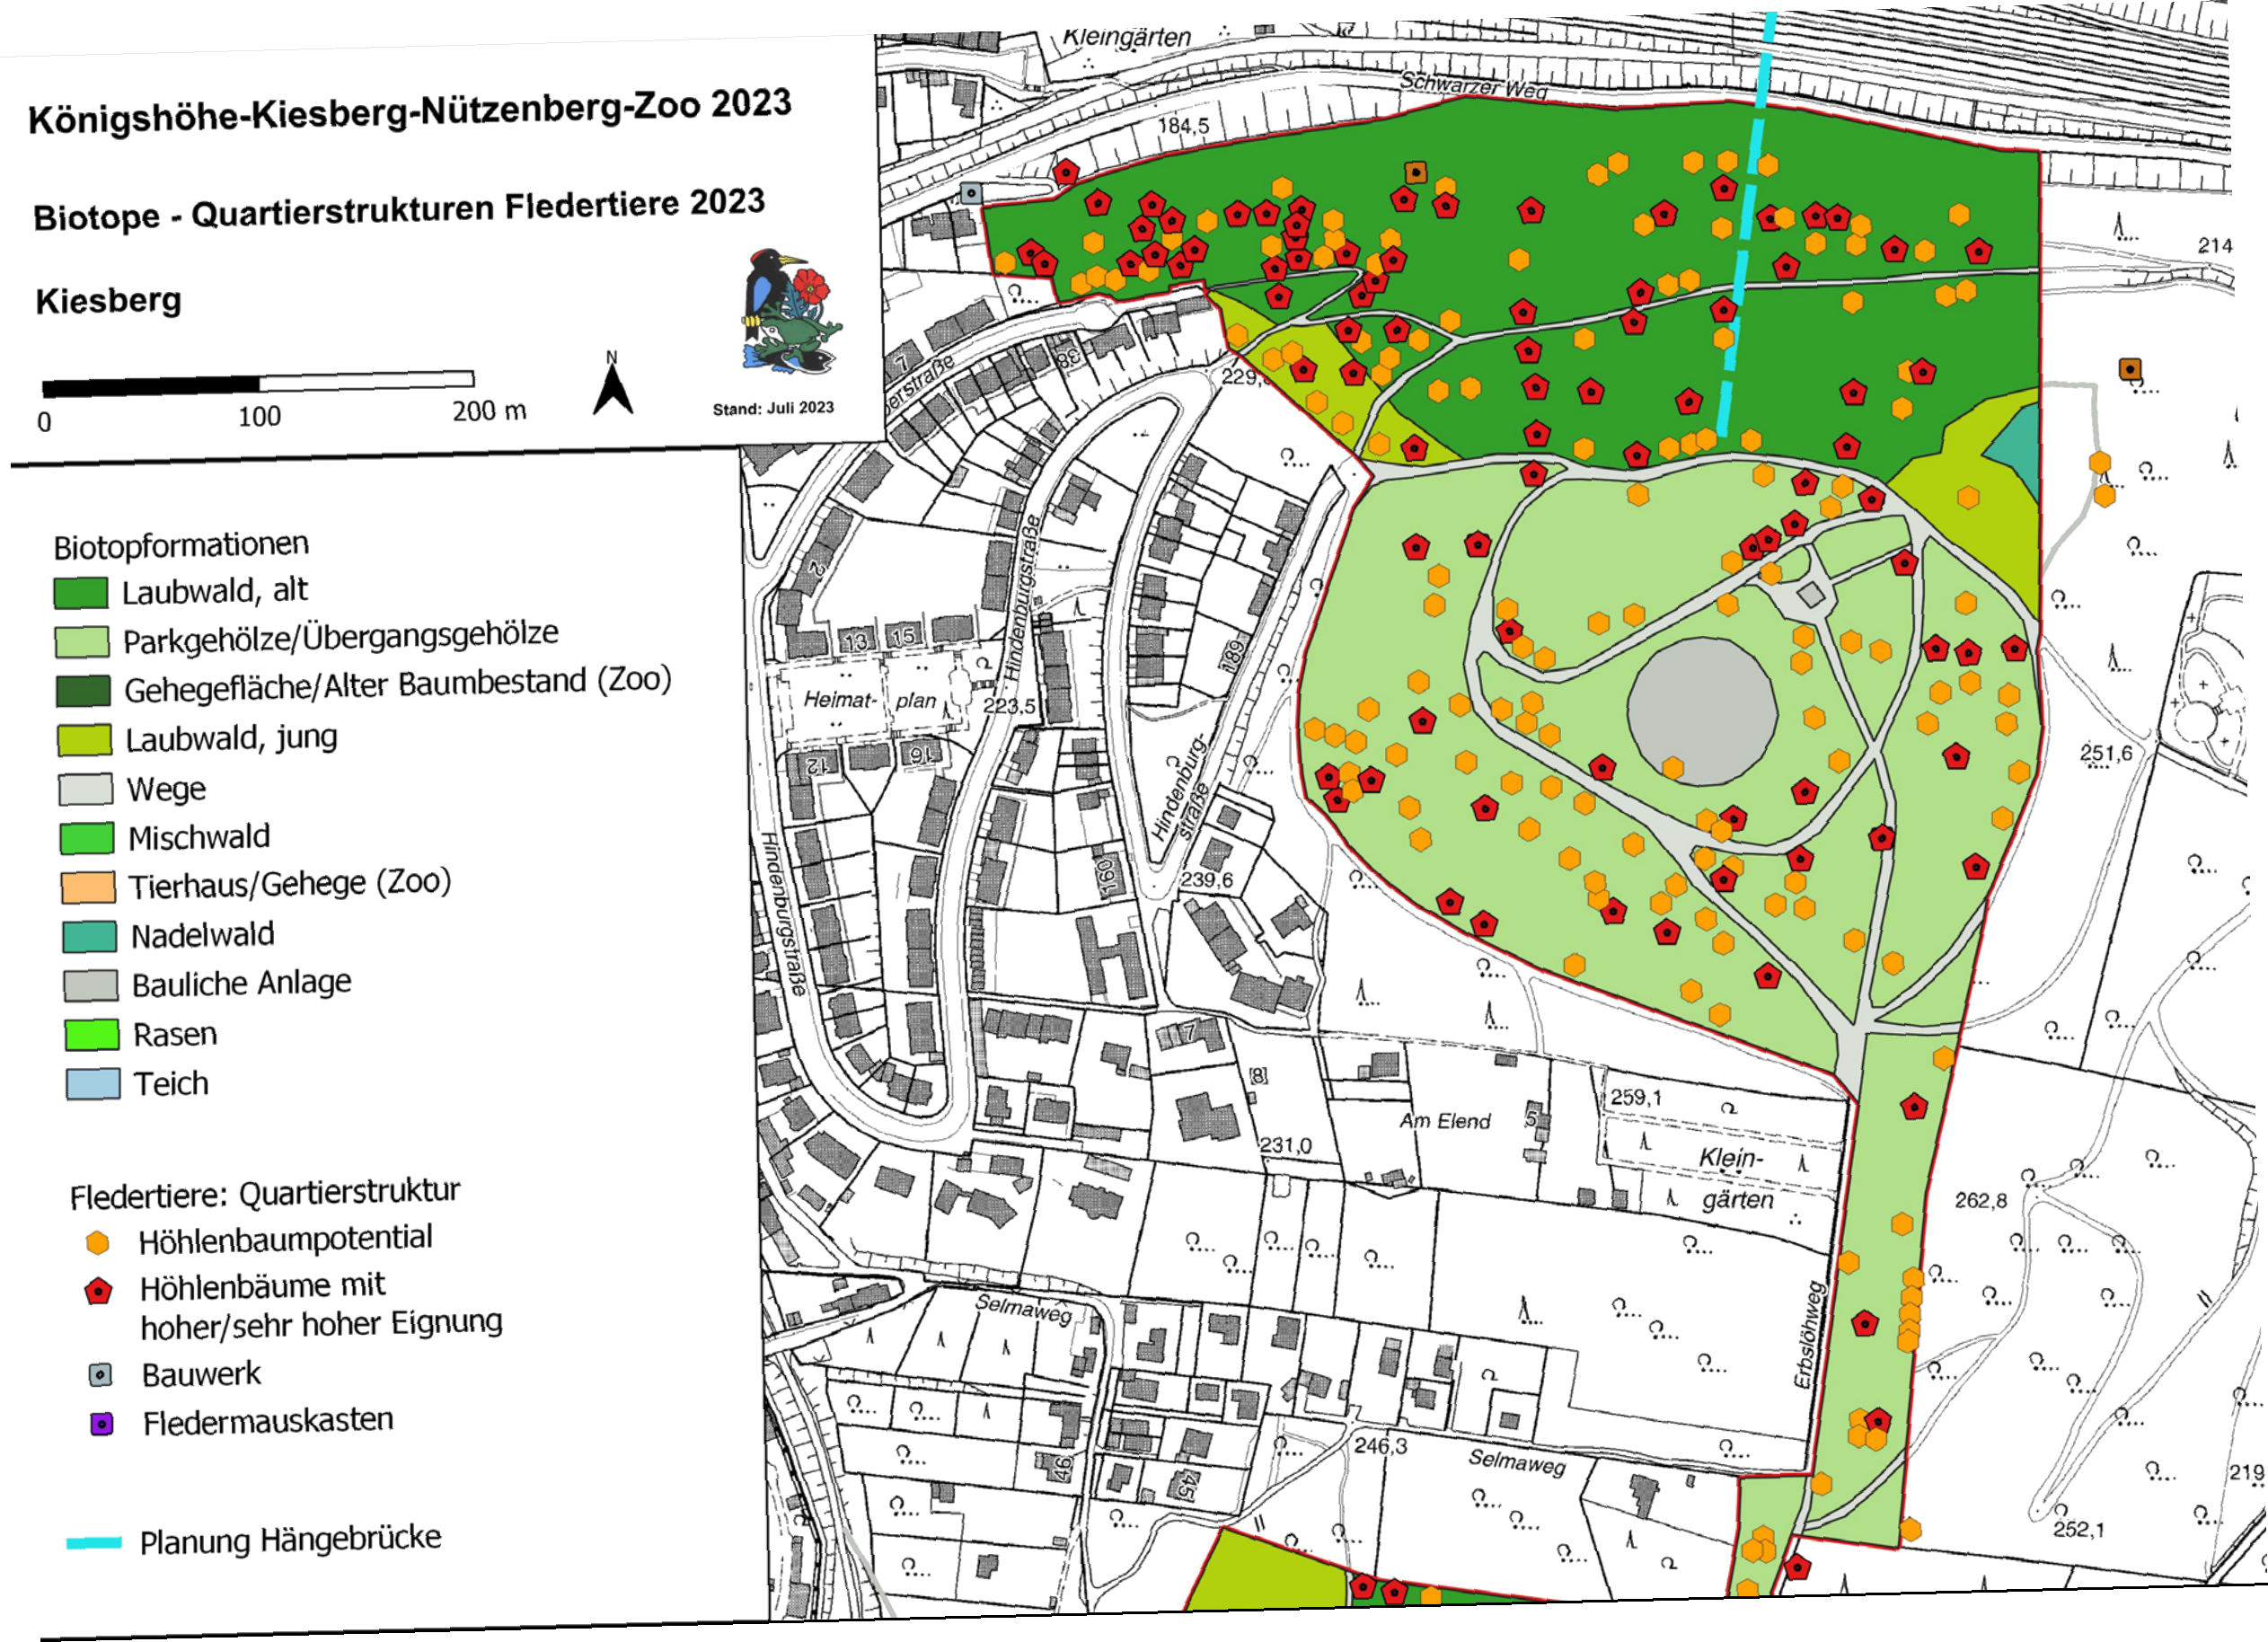 Königshöhe-Kiesberg-Nützenberg-Zoo 2023
Biotope - Quartierstrukturen Fledertiere 2023
Kiesberg
N
0
100
200 m
Stand: Juli 2023
Biotopformationen
Laubwald, alt
Parkgehölze/Übergangsgehölze
Gehegefläche/Alter Baumbestand (Zoo)
Laubwald, jung
Wege
Mischwald
Tierhaus/Gehege (Zoo)
Nadelwald
Bauliche Anlage
Rasen
Teich
Fledertiere: Quartierstruktur
Höhlenbaumpotential
Höhlenbäume mit
hoher/sehr hoher Eignung
Bauwerk
Fledermauskasten
Planung Hängebrücke
Kleingärten
Schwarzer Weg
184,5
214
7
38
erstraße
229,
2
13
15
Hindenburgstraße
Heimat-
plan
223,5
12
16
189
Hindenburg-
straße
251,6
Hindenburgstraße
160
239,6
7
[8]
Am Elend
5
259,1
231,0
Klein-
gärten
262,8
Selmaweg
Erbslöhweg
46
45
246,3
Selmaweg
219
252,1